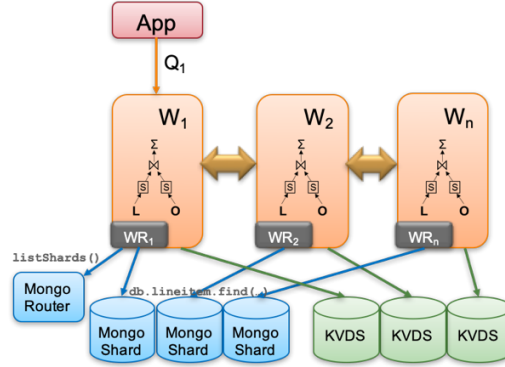 App
Q1
W1
W2
Wn
Σ
Σ
Σ
⋈
⋈
⋈
S S
S S
S S
L O
L O
L O
WR1
WR2
WRn
listShards()
db.lineitem.find(..)
Mongo
Router
Mongo
Shard
Mongo
Shard
Mongo
Shard
KVDS
KVDS
KVDS